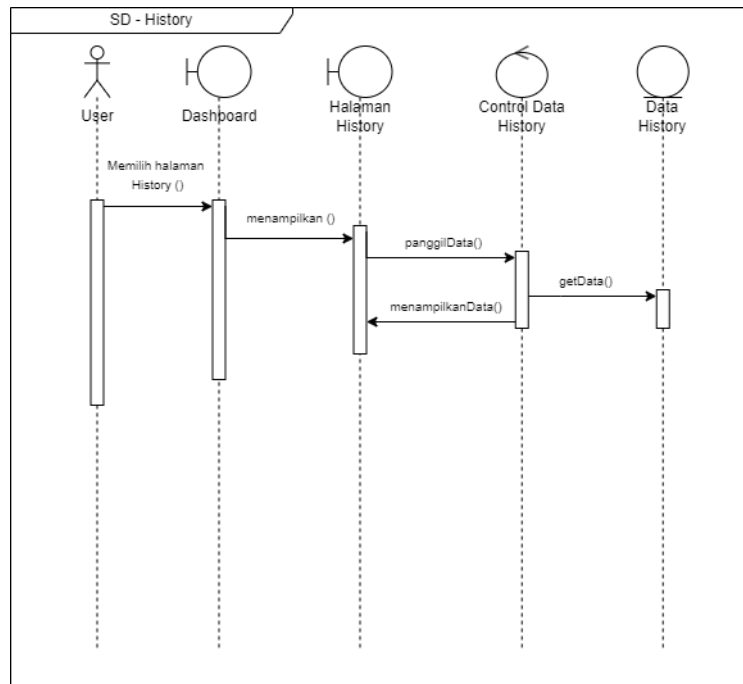 SD - History
User
Dashboard
Halaman
History
Control Data
History
Data
History
Memilih halaman
History ()
menampilkan ()
panggilData()
getData()
menampilkanData()